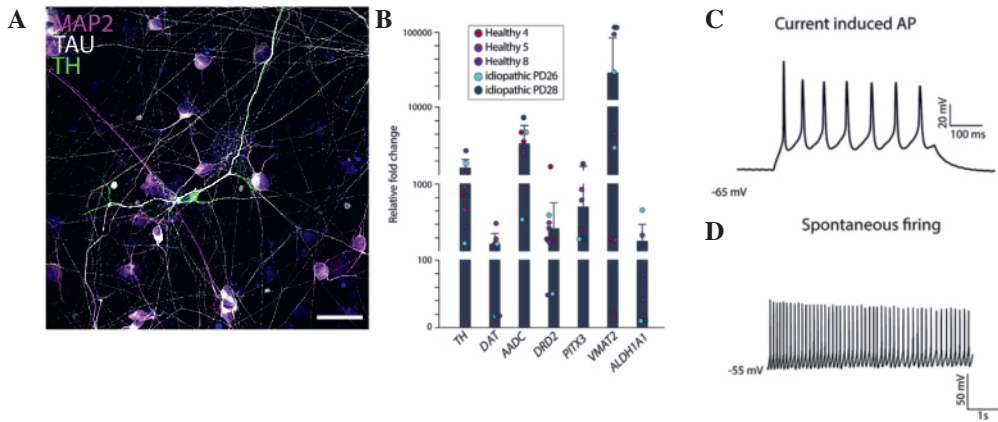 A
MAP2
TAU
TH
B
Relative fold change
100000
10000
1000
100
0
Healthy 4
Healthy 5
Healthy 8
idiopathic PD26
idiopathic PD28
TH
DAT
AADC
DRD2
PITX3
VMAT2
ALDH1A1
C
Current induced AP
20 mV
100 ms
-65 mV
D
Spontaneous firing
-55 mV
50 mV
1s